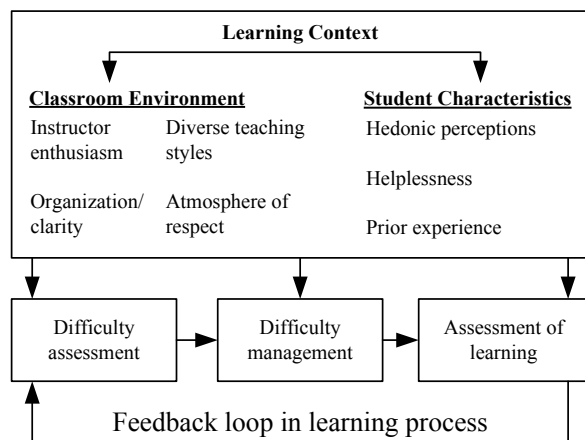 Learning Context
Classroom Environment
Instructor enthusiasm
Diverse teaching styles
Organization/ clarity
Atmosphere of respect
Student Characteristics
Hedonic perceptions
Helplessness
Prior experience
Difficulty assessment
Difficulty management
Assessment of learning
Feedback loop in learning process